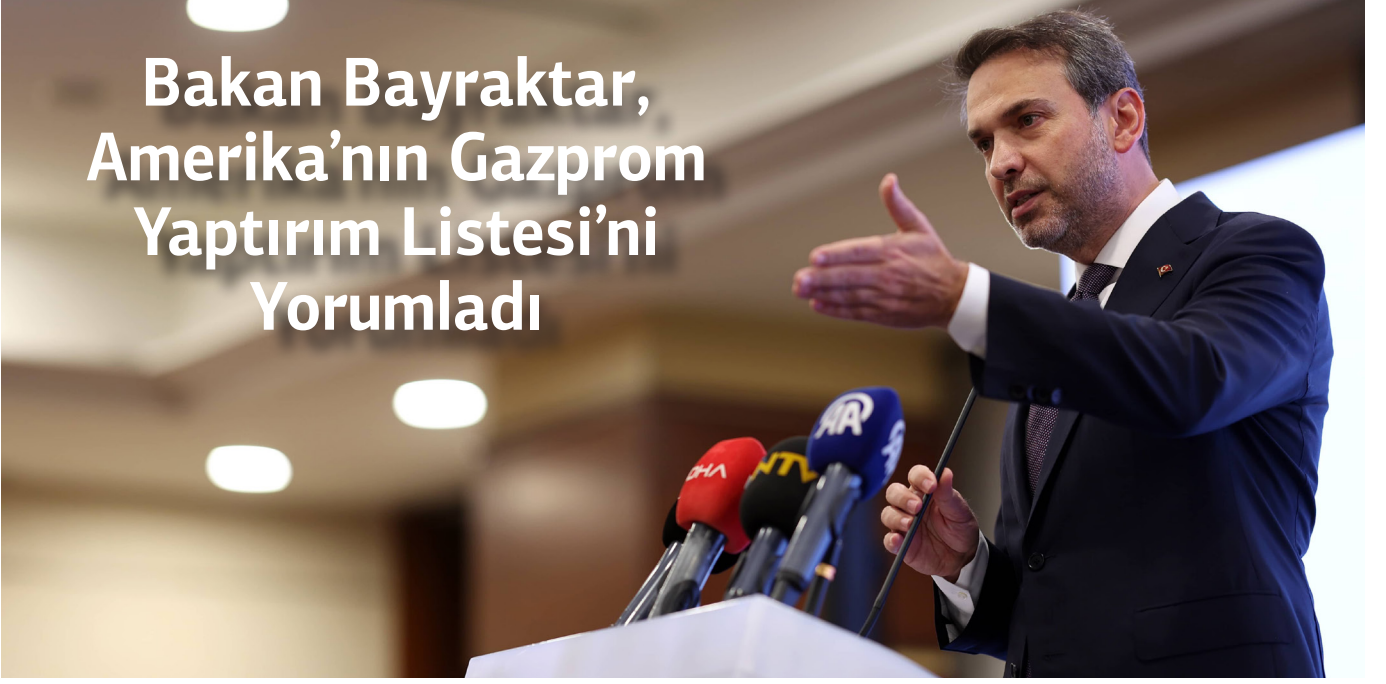 Bakan Bayraktar,
Amerika’nın Gazprom
Yaptırım Listesi’ni
Yorumladı
DHA
NTV
AA